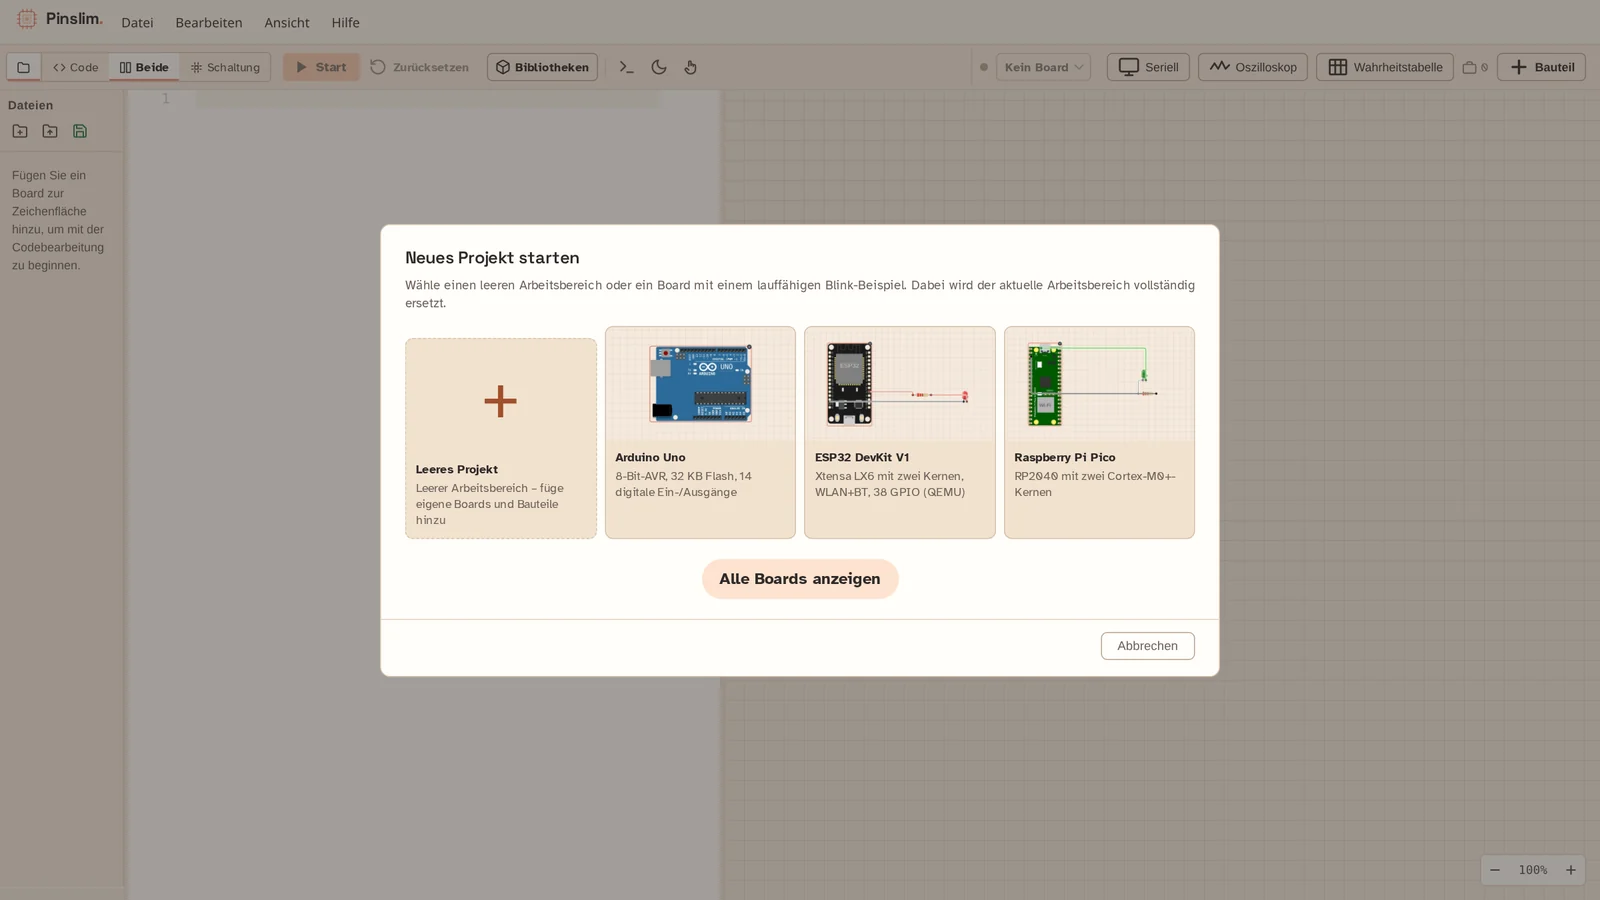 Pinslim.
Datei
Bearbeiten
Ansicht
Hilfe
Code
Beide
Schaltung
Start
Zurücksetzen
Bibliotheken
Kein Board
Seriell
Oszilloskop
Wahrheitstabelle
0
Bauteil
Dateien
1
Fügen Sie ein
Board zur
Zeichenfläche
hinzu, um mit der
Codebearbeitung
zu beginnen.
Neues Projekt starten
Wähle einen leeren Arbeitsbereich oder ein Board mit einem lauffähigen Blink-Beispiel. Dabei wird der aktuelle Arbeitsbereich vollständig
ersetzt.
Leeres Projekt
Leerer Arbeitsbereich – füge
eigene Boards und Bauteile
hinzu
UNO
ARDUINO
Arduino Uno
8-Bit-AVR, 32 KB Flash, 14
digitale Ein-/Ausgänge
ESP32
ESP32 DevKit V1
Xtensa LX6 mit zwei Kernen,
WLAN+BT, 38 GPIO (QEMU)
Raspberry Pi Pico
RP2040 mit zwei Cortex-M0+-
Kernen
Alle Boards anzeigen
Abbrechen
100%